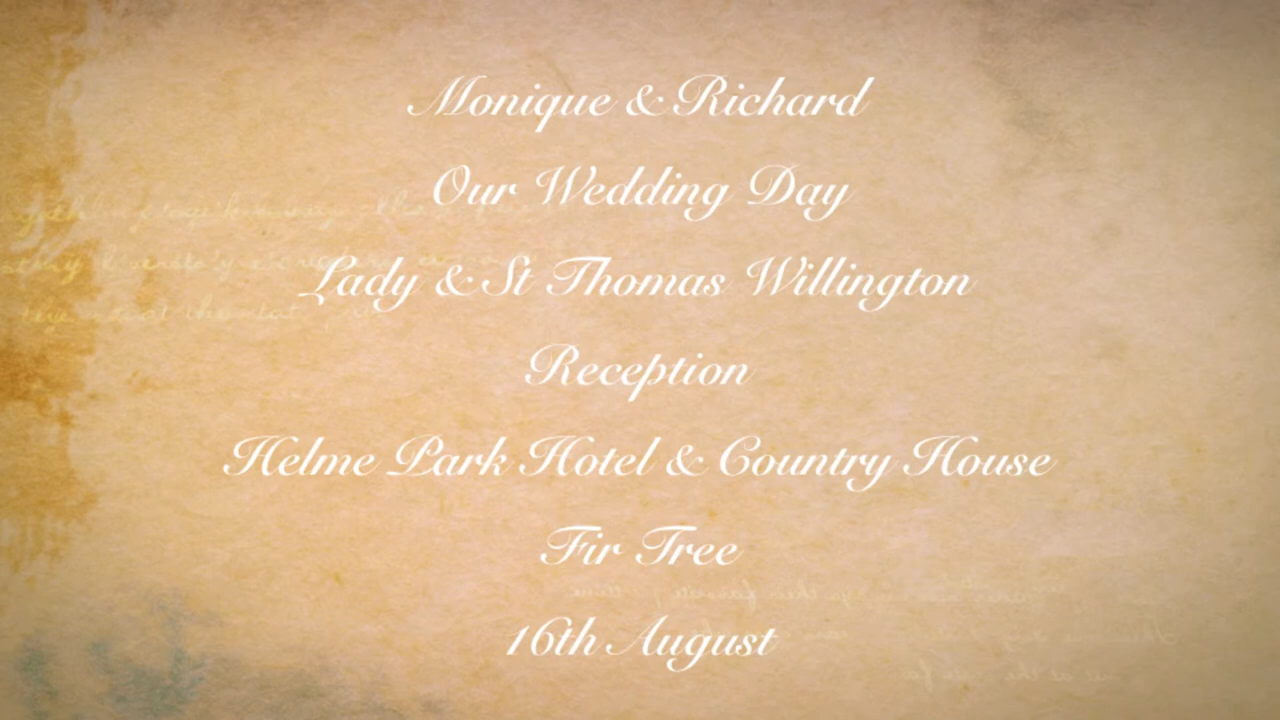 Monique & Richard
Our Wedding Day
Lady & St Thomas Willington
Reception
Helme Park Hotel & Country House
Fir Tree
16th August